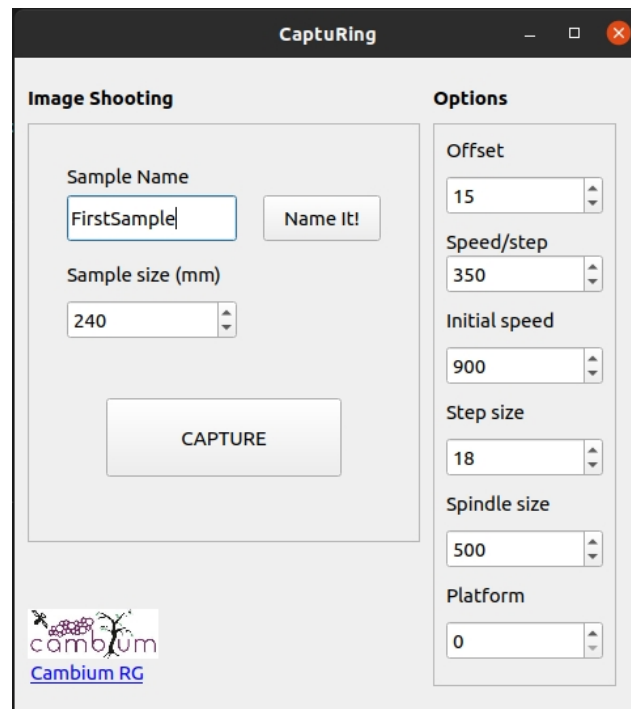 CaptuRing
Image Shooting
Sample Name
FirstSample
Name It!
Sample size (mm)
240
CAPTURE
Options
Offset
15
Speed/step
350
Initial speed
900
Step size
18
Spindle size
500
Platform
0
cambium
Cambium RG